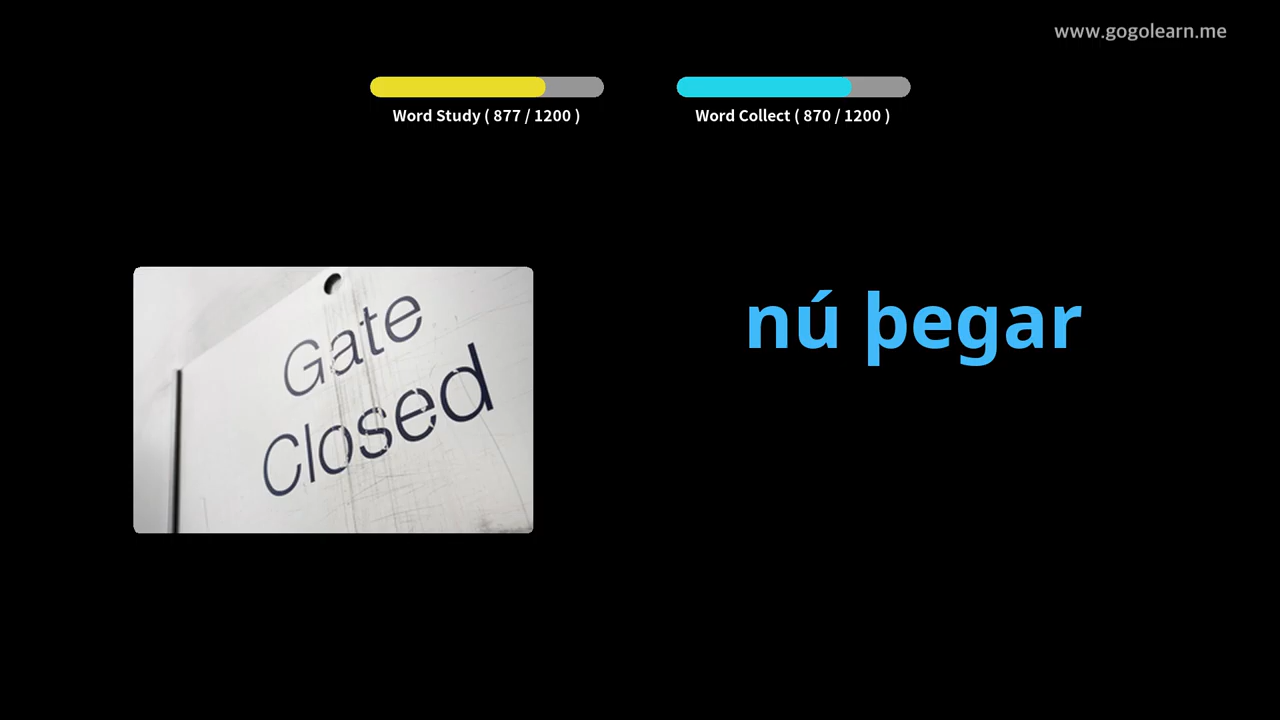 www.gogolearn.me
Word Study ( 877 / 1200 )
Word Collect ( 870 / 1200 )
Gate
Closed
nú þegar